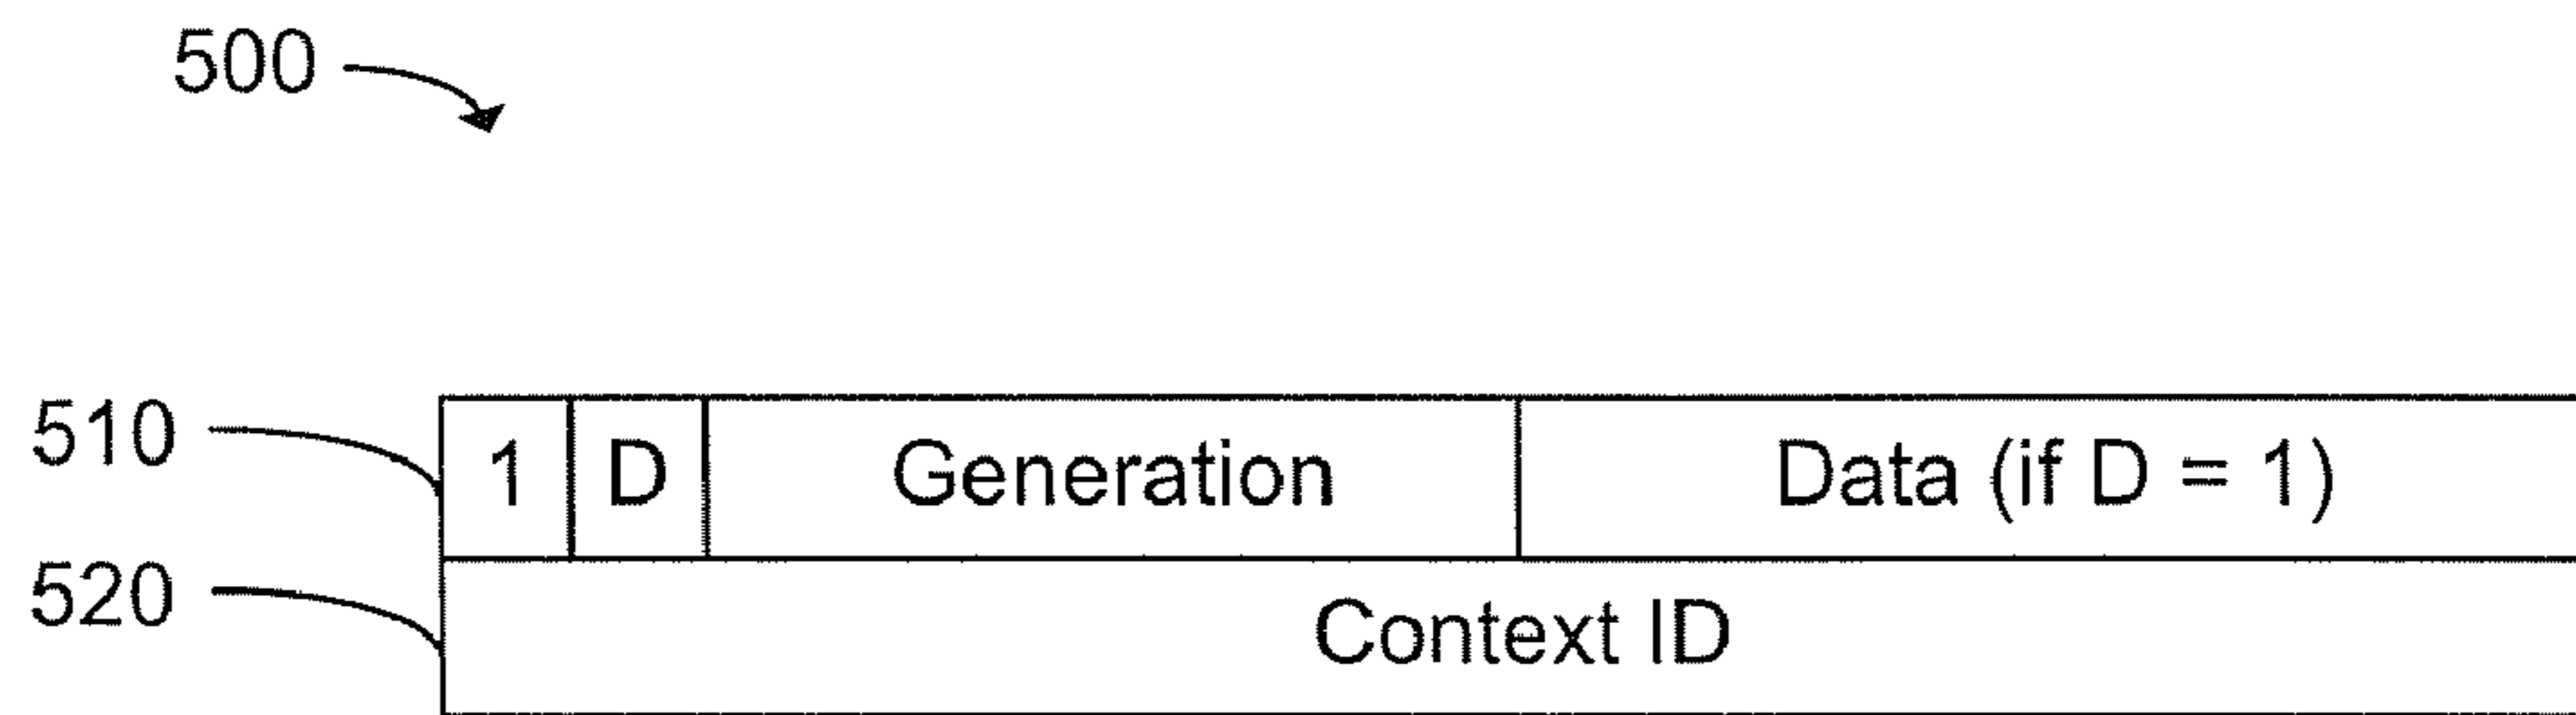 500
510 1 D Generation Data (if D = 1)
520 Context ID